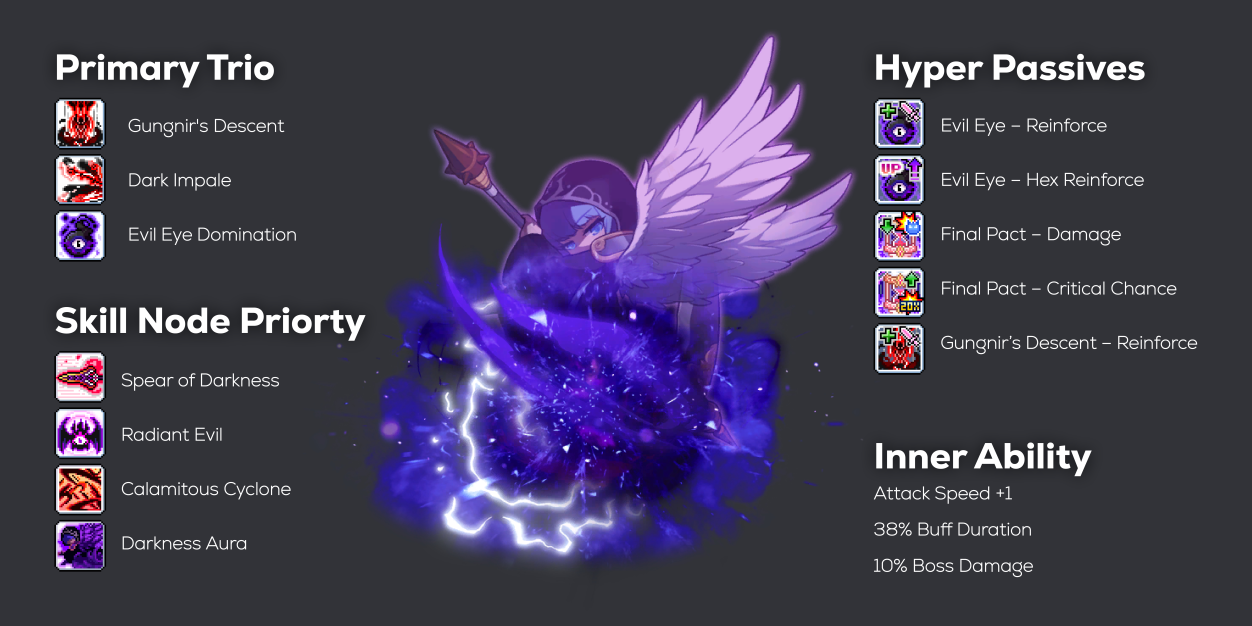 Primary Trio
Gungnir's Descent
Dark Impale
Evil Eye Domination
Skill Node Priorty
Spear of Darkness
Radiant Evil
Calamitous Cyclone
Darkness Aura
Hyper Passives
Evil Eye – Reinforce
UP
Evil Eye – Hex Reinforce
Final Pact – Damage
20%
Final Pact – Critical Chance
Gungnir's Descent – Reinforce
Inner Ability
Attack Speed +1
38% Buff Duration
10% Boss Damage